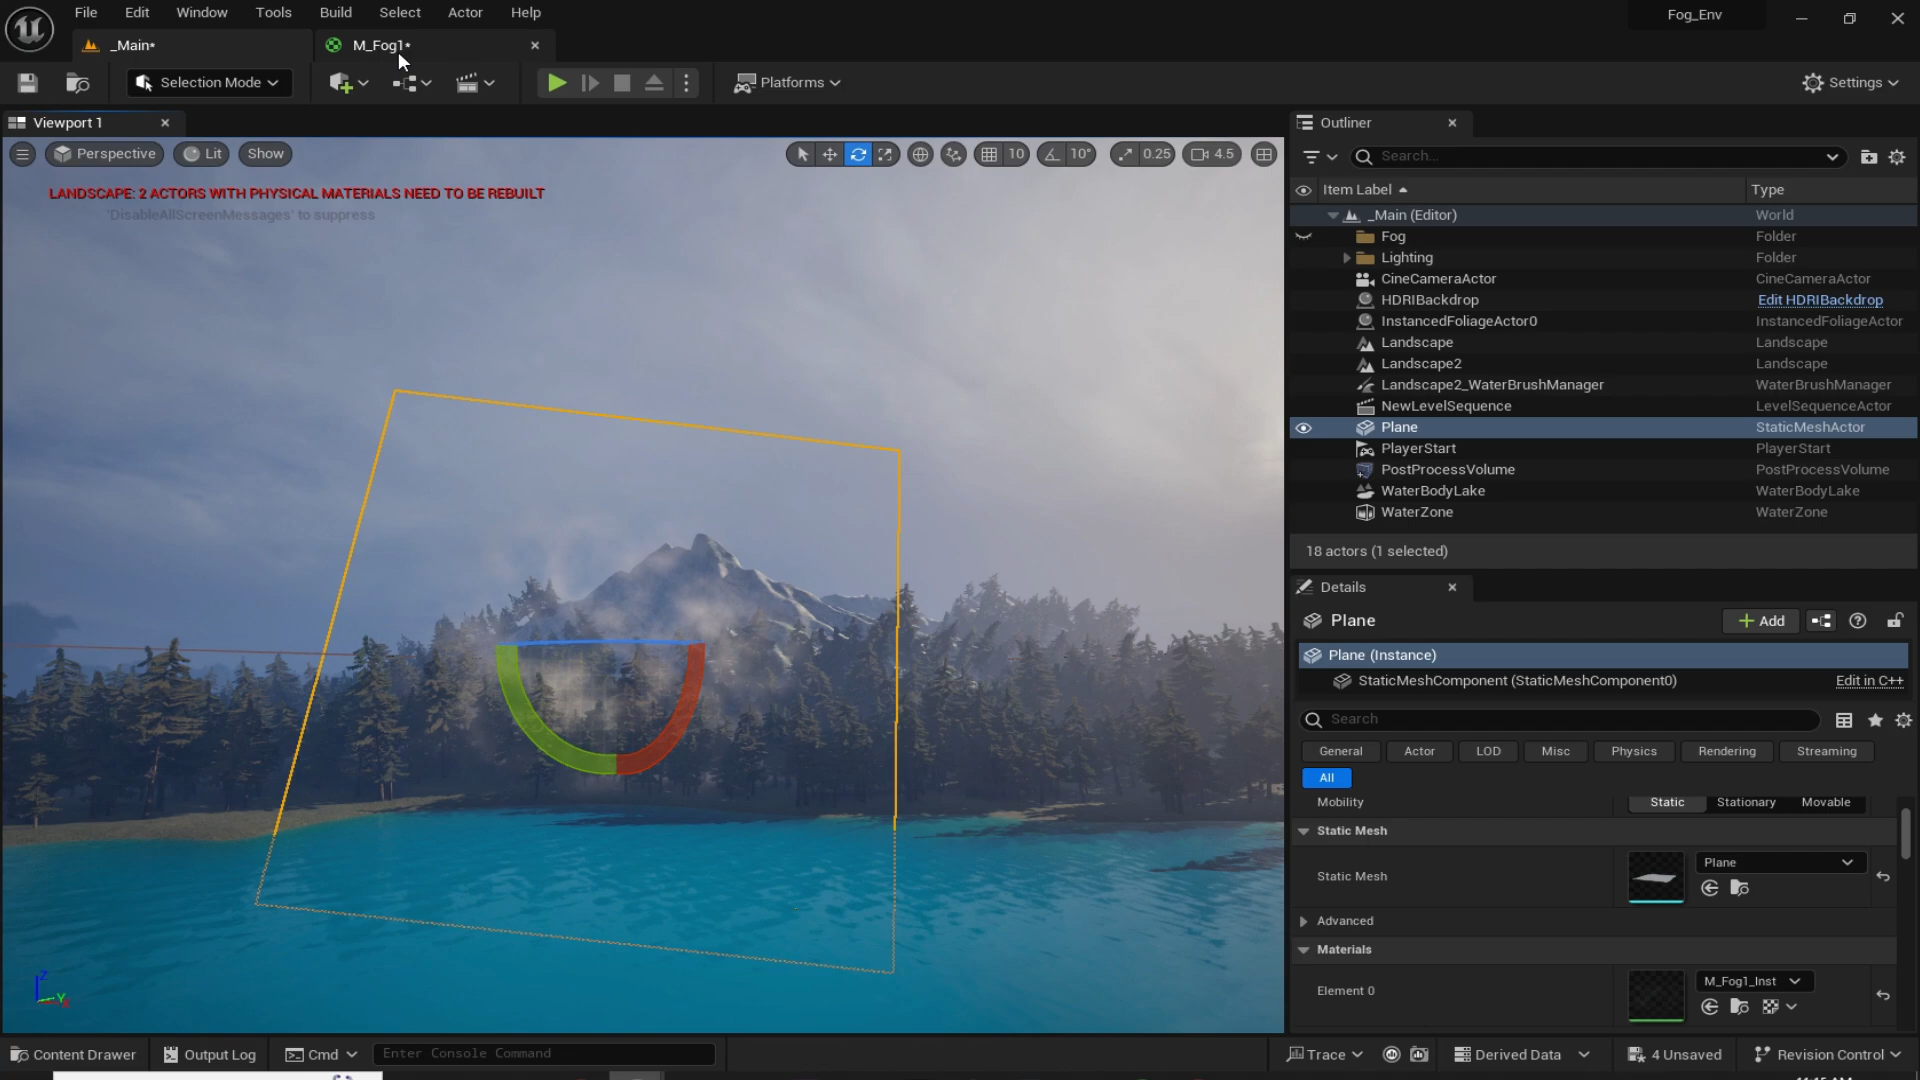 File Edit Window Tools Build Select Actor Help
Fog_Env
_Main•
M_Fog1•
Selection Mode
Platforms
Settings
Viewport 1
Perspective
Lit
Show
10
10°
0.25
4.5
LANDSCAPE: 2 ACTORS WITH PHYSICAL MATERIALS NEED TO BE REBUILT
'DisableAllScreenMessages' to suppress
Z
Y
Outliner
Search...
Item Label
Type
_Main (Editor) World
Fog Folder
Lighting Folder
CineCameraActor CineCameraActor
HDRIBackdrop Edit HDRIBackdrop
InstancedFoliageActor0 InstancedFoliageActor
Landscape Landscape
Landscape2 Landscape
Landscape2_WaterBrushManager WaterBrushManager
NewLevelSequence LevelSequenceActor
Plane StaticMeshActor
PlayerStart PlayerStart
PostProcessVolume PostProcessVolume
WaterBodyLake WaterBodyLake
WaterZone WaterZone
18 actors (1 selected)
Details
Plane
+ Add
Plane (Instance)
StaticMeshComponent (StaticMeshComponent0) Edit in C++
Search
General Actor LOD Misc Physics Rendering Streaming
All
Mobility Static Stationary Movable
Static Mesh
Static Mesh Plane
Advanced
Materials
Element 0 M_Fog1_Inst
Content Drawer
Output Log
Cmd
Enter Console Command
Trace
Derived Data
4 Unsaved
Revision Control